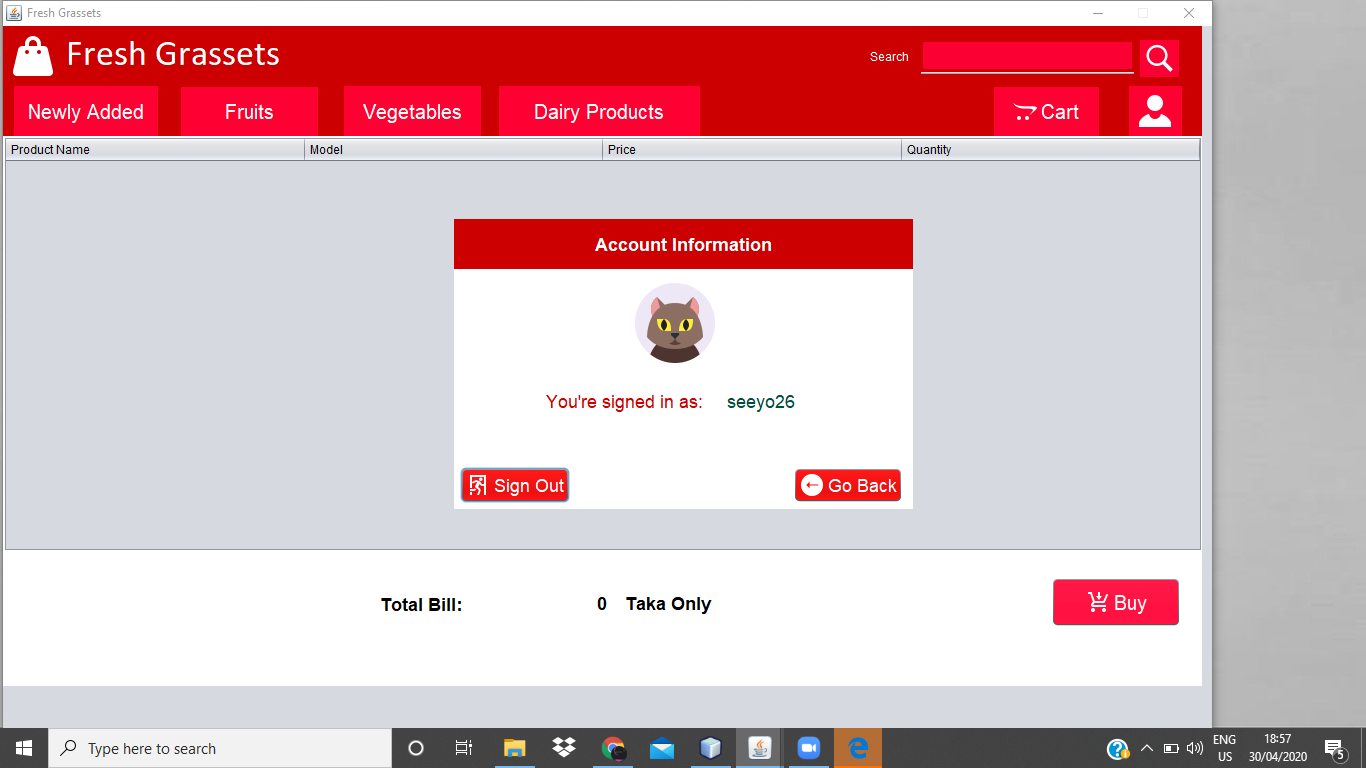 Fresh Grassets
Fresh Grassets
Search
Newly Added
Fruits
Vegetables
Dairy Products
Cart
Product Name
Model
Price
Quantity
Account Information
You're signed in as: seeyo26
Sign Out
Go Back
Total Bill: 0 Taka Only
Buy
Type here to search
ENG
US
18:57
30/04/2020
5